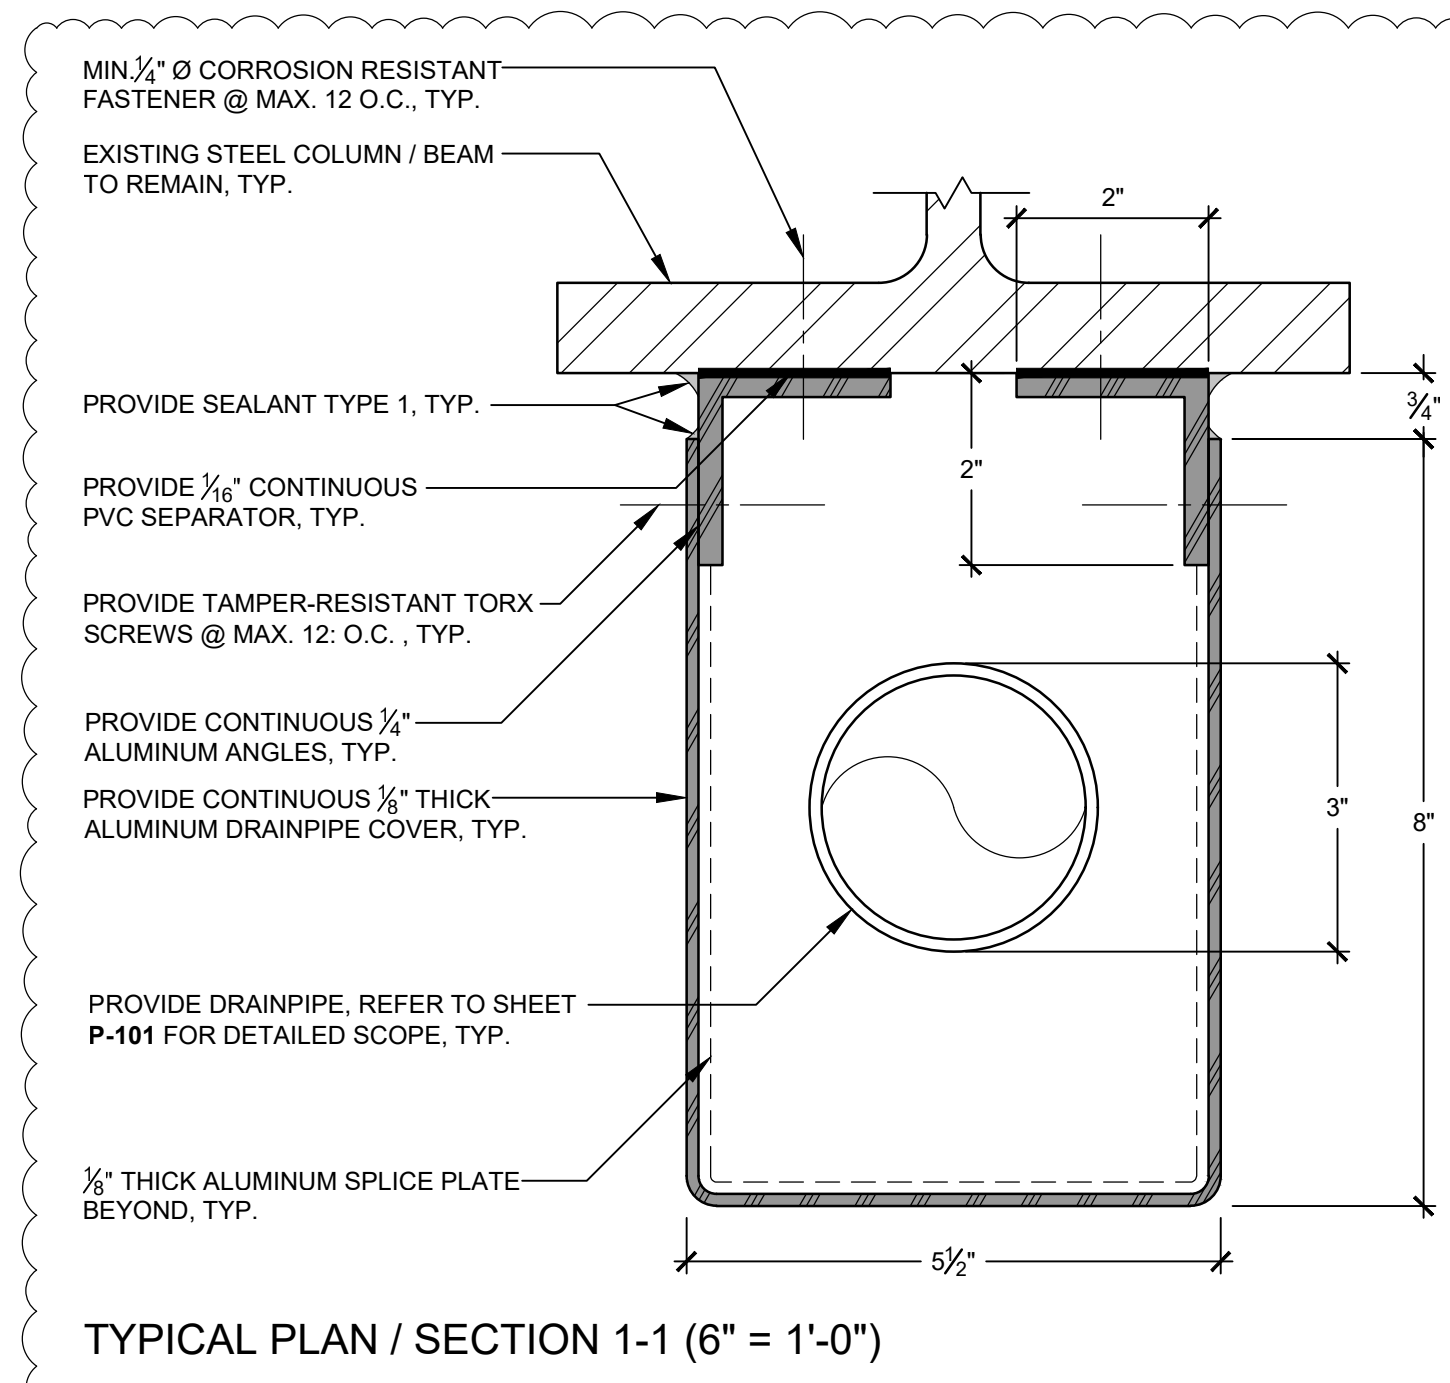 MIN.¼" Ø CORROSION RESISTANT
FASTENER @ MAX. 12 O.C., TYP.
EXISTING STEEL COLUMN / BEAM
TO REMAIN, TYP.
2"
PROVIDE SEALANT TYPE 1, TYP.
¾"
2"
PROVIDE 1⁄16" CONTINUOUS
PVC SEPARATOR, TYP.
PROVIDE TAMPER-RESISTANT TORX
SCREWS @ MAX. 12: O.C. , TYP.
PROVIDE CONTINUOUS ¼"
ALUMINUM ANGLES, TYP.
PROVIDE CONTINUOUS ⅛" THICK
ALUMINUM DRAINPIPE COVER, TYP.
3"
8"
PROVIDE DRAINPIPE, REFER TO SHEET
P-101 FOR DETAILED SCOPE, TYP.
⅛" THICK ALUMINUM SPLICE PLATE
BEYOND, TYP.
5½"
TYPICAL PLAN / SECTION 1-1 (6" = 1'-0")